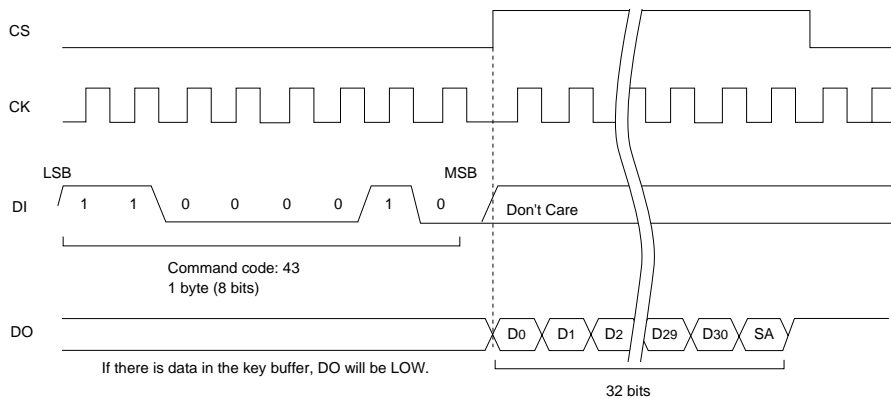 CS
CK
LSB
MSB
DI
1 1 0 0 0 0 1 0
Don't Care
Command code: 43
1 byte (8 bits)
DO
D0 D1 D2 D29 D30 SA
If there is data in the key buffer, DO will be LOW.
32 bits